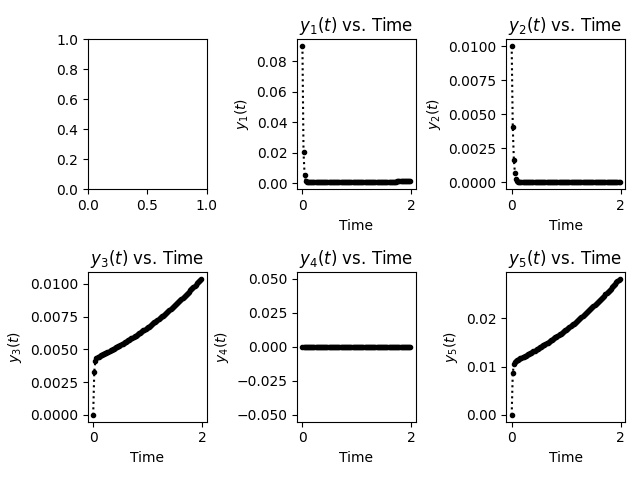 1.0
0.8
0.6
0.4
0.2
0.0
0.0 0.5 1.0
y₁(t) vs. Time
y₁(t)
0.08
0.06
0.04
0.02
0.00
0 2
Time
y₂(t) vs. Time
y₂(t)
0.0100
0.0075
0.0050
0.0025
0.0000
0 2
Time
y₃(t) vs. Time
y₃(t)
0.0100
0.0075
0.0050
0.0025
0.0000
0 2
Time
y₄(t) vs. Time
y₄(t)
0.050
0.025
0.000
−0.025
−0.050
0 2
Time
y₅(t) vs. Time
y₅(t)
0.02
0.01
0.00
0 2
Time